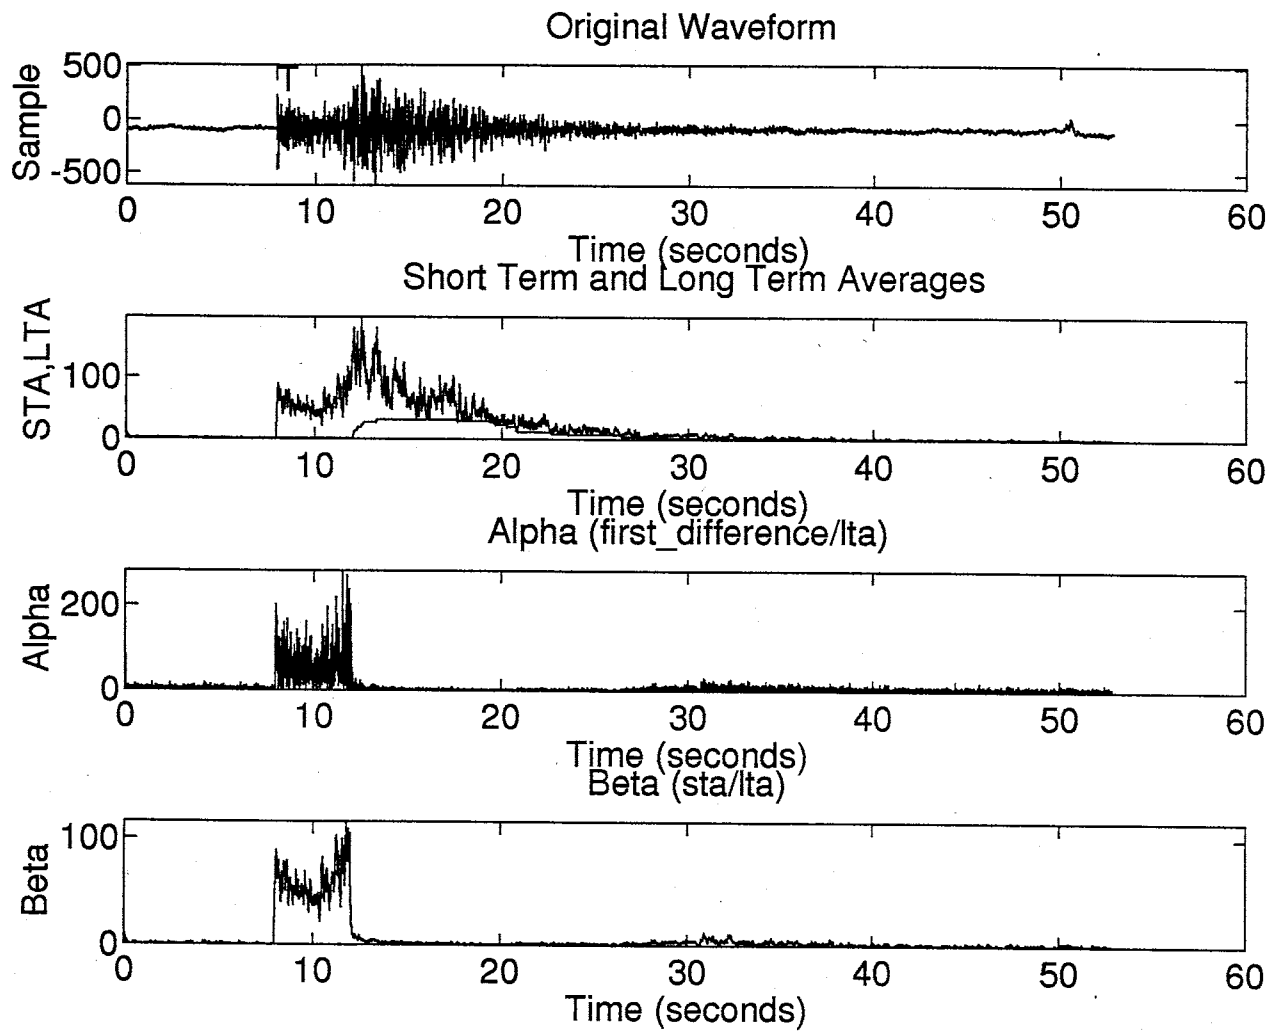 Original Waveform
500
0
-500
Sample
0 10 20 30 40 50 60
Time (seconds)
Short Term and Long Term Averages
100
0
STA,LTA
0 10 20 30 40 50 60
Time (seconds)
Alpha (first_difference/lta)
200
0
Alpha
0 10 20 30 40 50 60
Time (seconds)
Beta (sta/lta)
100
0
Beta
0 10 20 30 40 50 60
Time (seconds)